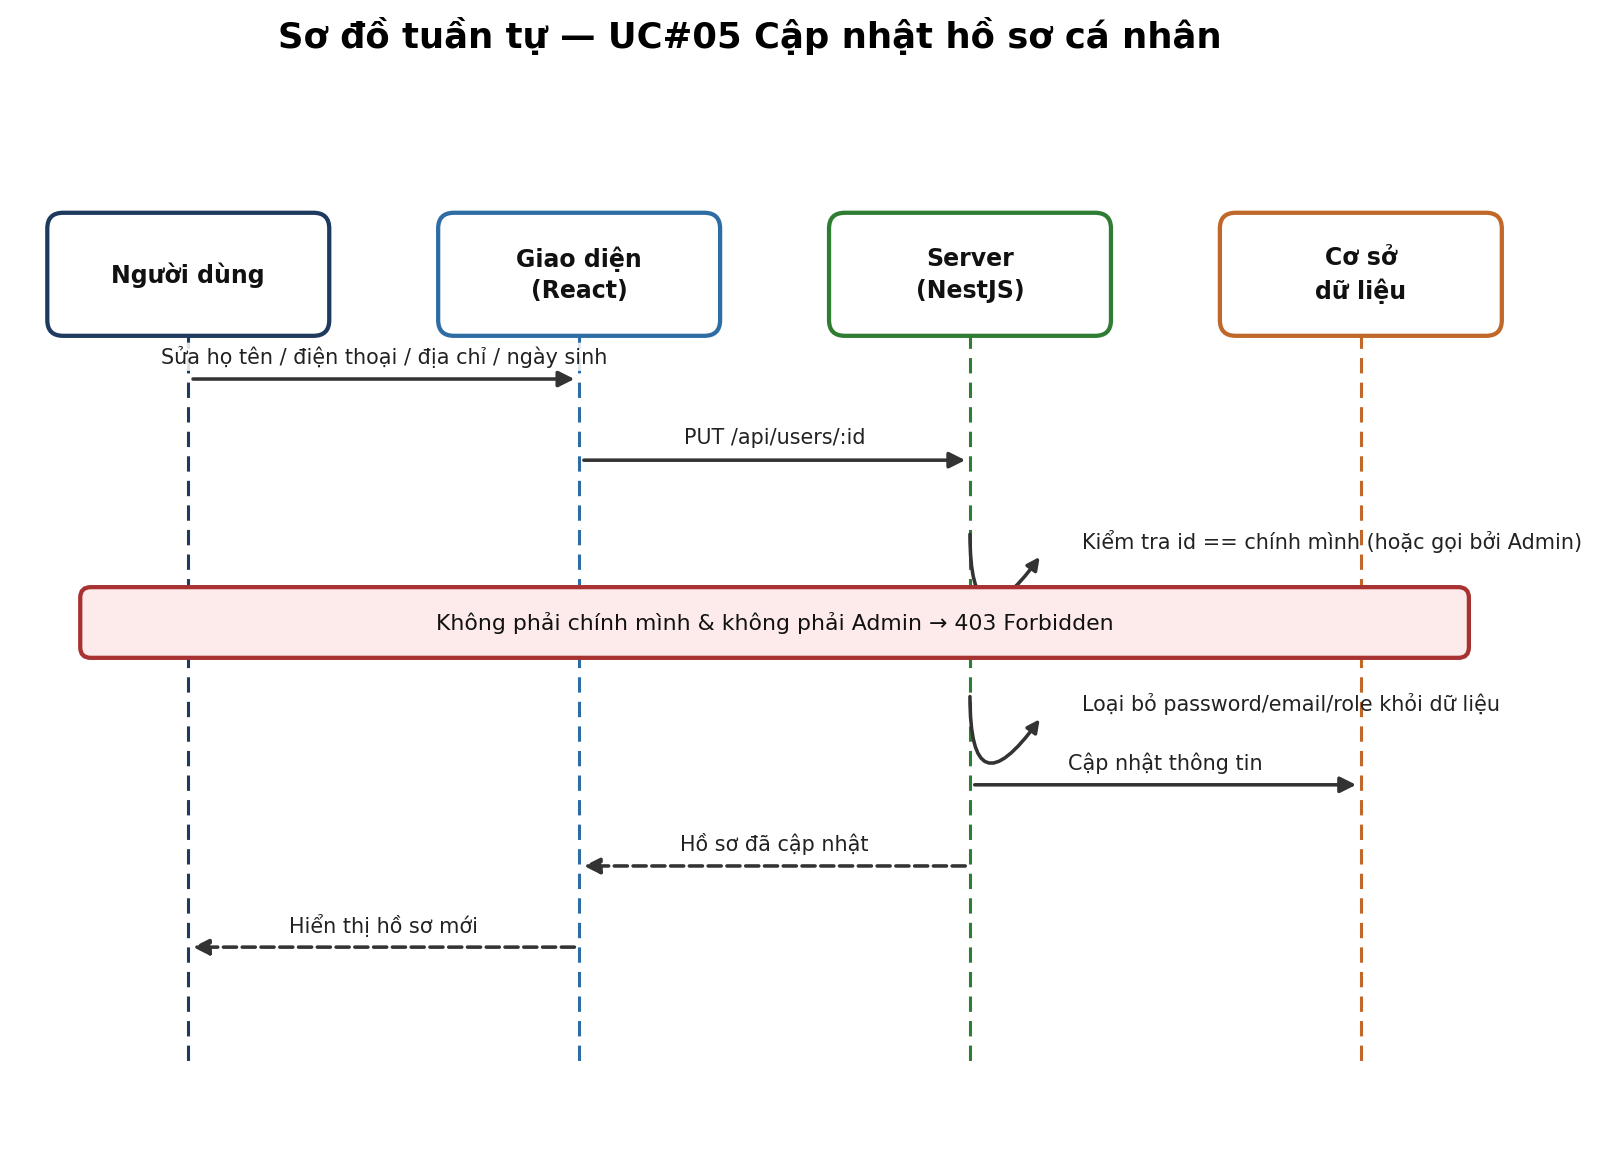 Sơ đồ tuần tự — UC#05 Cập nhật hồ sơ cá nhân
Người dùng
Giao diện
(React)
Server
(NestJS)
Cơ sở
dữ liệu
Sửa họ tên / điện thoại / địa chỉ / ngày sinh
PUT /api/users/:id
Kiểm tra id == chính mình (hoặc gọi bởi Admin)
Không phải chính mình & không phải Admin → 403 Forbidden
Loại bỏ password/email/role khỏi dữ liệu
Cập nhật thông tin
Hồ sơ đã cập nhật
Hiển thị hồ sơ mới